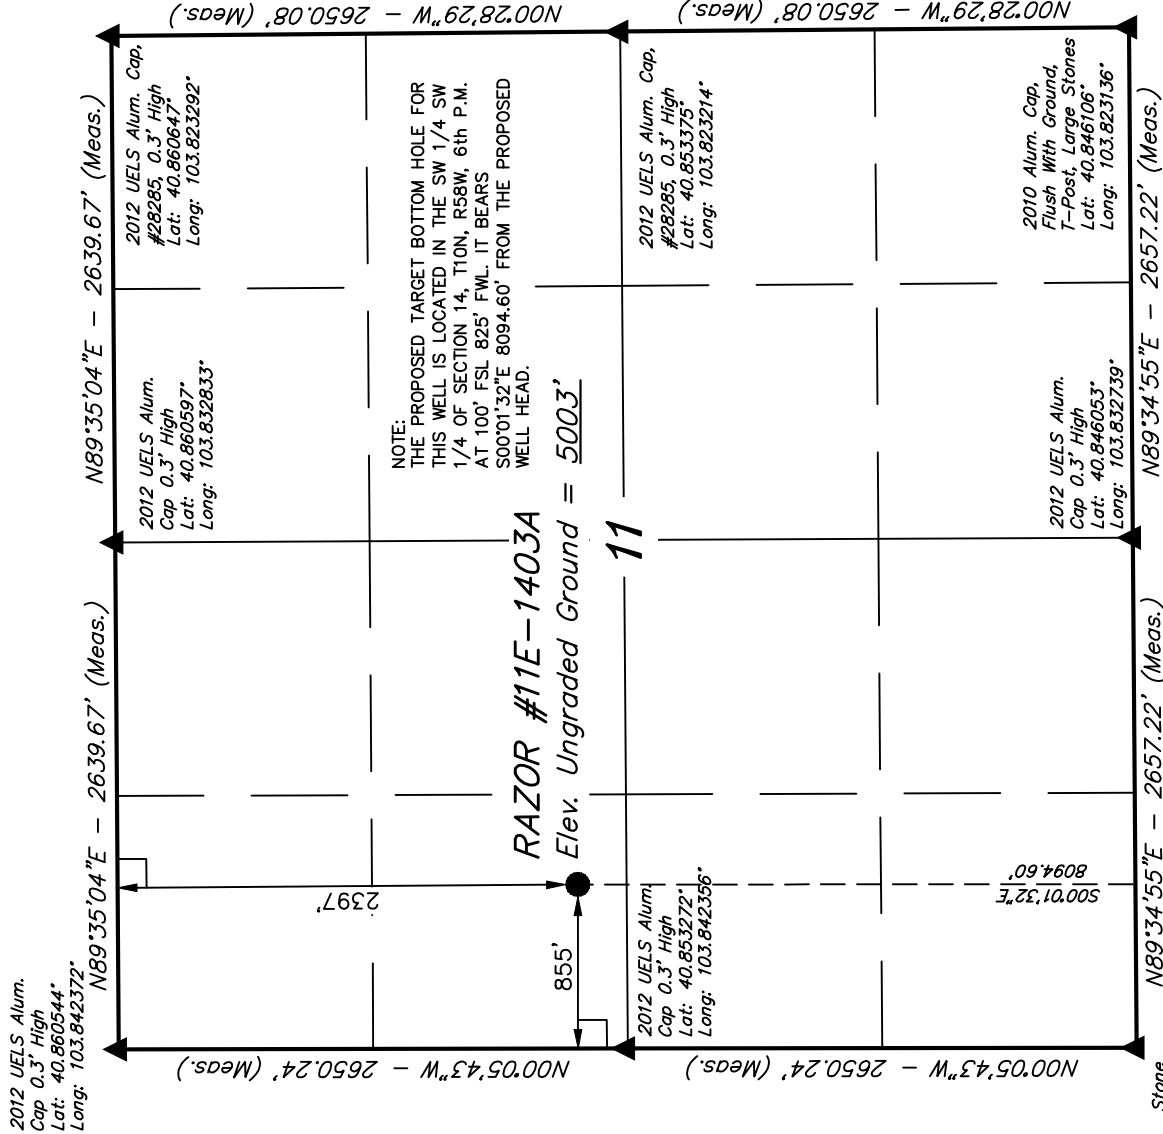 2012 UELS Alum.
Cap 0.3' High
Lat: 40.860544°
Long: 103.842372°
N89°35'04"E - 2639.67' (Meas.)
N89°35'04"E - 2639.67' (Meas.)
2012 UELS Alum.
Cap 0.3' High
Lat: 40.860597°
Long: 103.832833°
2012 UELS Alum. Cap,
#28285, 0.3' High
Lat: 40.860647°
Long: 103.823292°
N00°05'43"W - 2650.24' (Meas.)
N00°28'29"W - 2650.08' (Meas.)
2397'
NOTE:
THE PROPOSED TARGET BOTTOM HOLE FOR
THIS WELL IS LOCATED IN THE SW 1/4 SW
1/4 OF SECTION 14, T10N, R58W, 6th P.M.
AT 100' FSL 825' FWL. IT BEARS
S00°01'32"E 8094.60' FROM THE PROPOSED
WELL HEAD.
RAZOR #11E-1403A
Elev. Ungraded Ground = 5003'
855'
11
2012 UELS Alum.
Cap 0.3' High
Lat: 40.853272°
Long: 103.842356°
2012 UELS Alum. Cap,
#28285, 0.3' High
Lat: 40.853375°
Long: 103.823214°
N00°05'43"W - 2650.24' (Meas.)
N00°28'29"W - 2650.08' (Meas.)
S00°01'32"E
8094.60'
2012 UELS Alum.
Cap 0.3' High
Lat: 40.846053°
Long: 103.832739°
2010 Alum. Cap,
Flush With Ground,
T-Post, Large Stones
Lat: 40.846106°
Long: 103.823136°
N89°34'55"E - 2657.22' (Meas.)
N89°34'55"E - 2657.22' (Meas.)
Stone